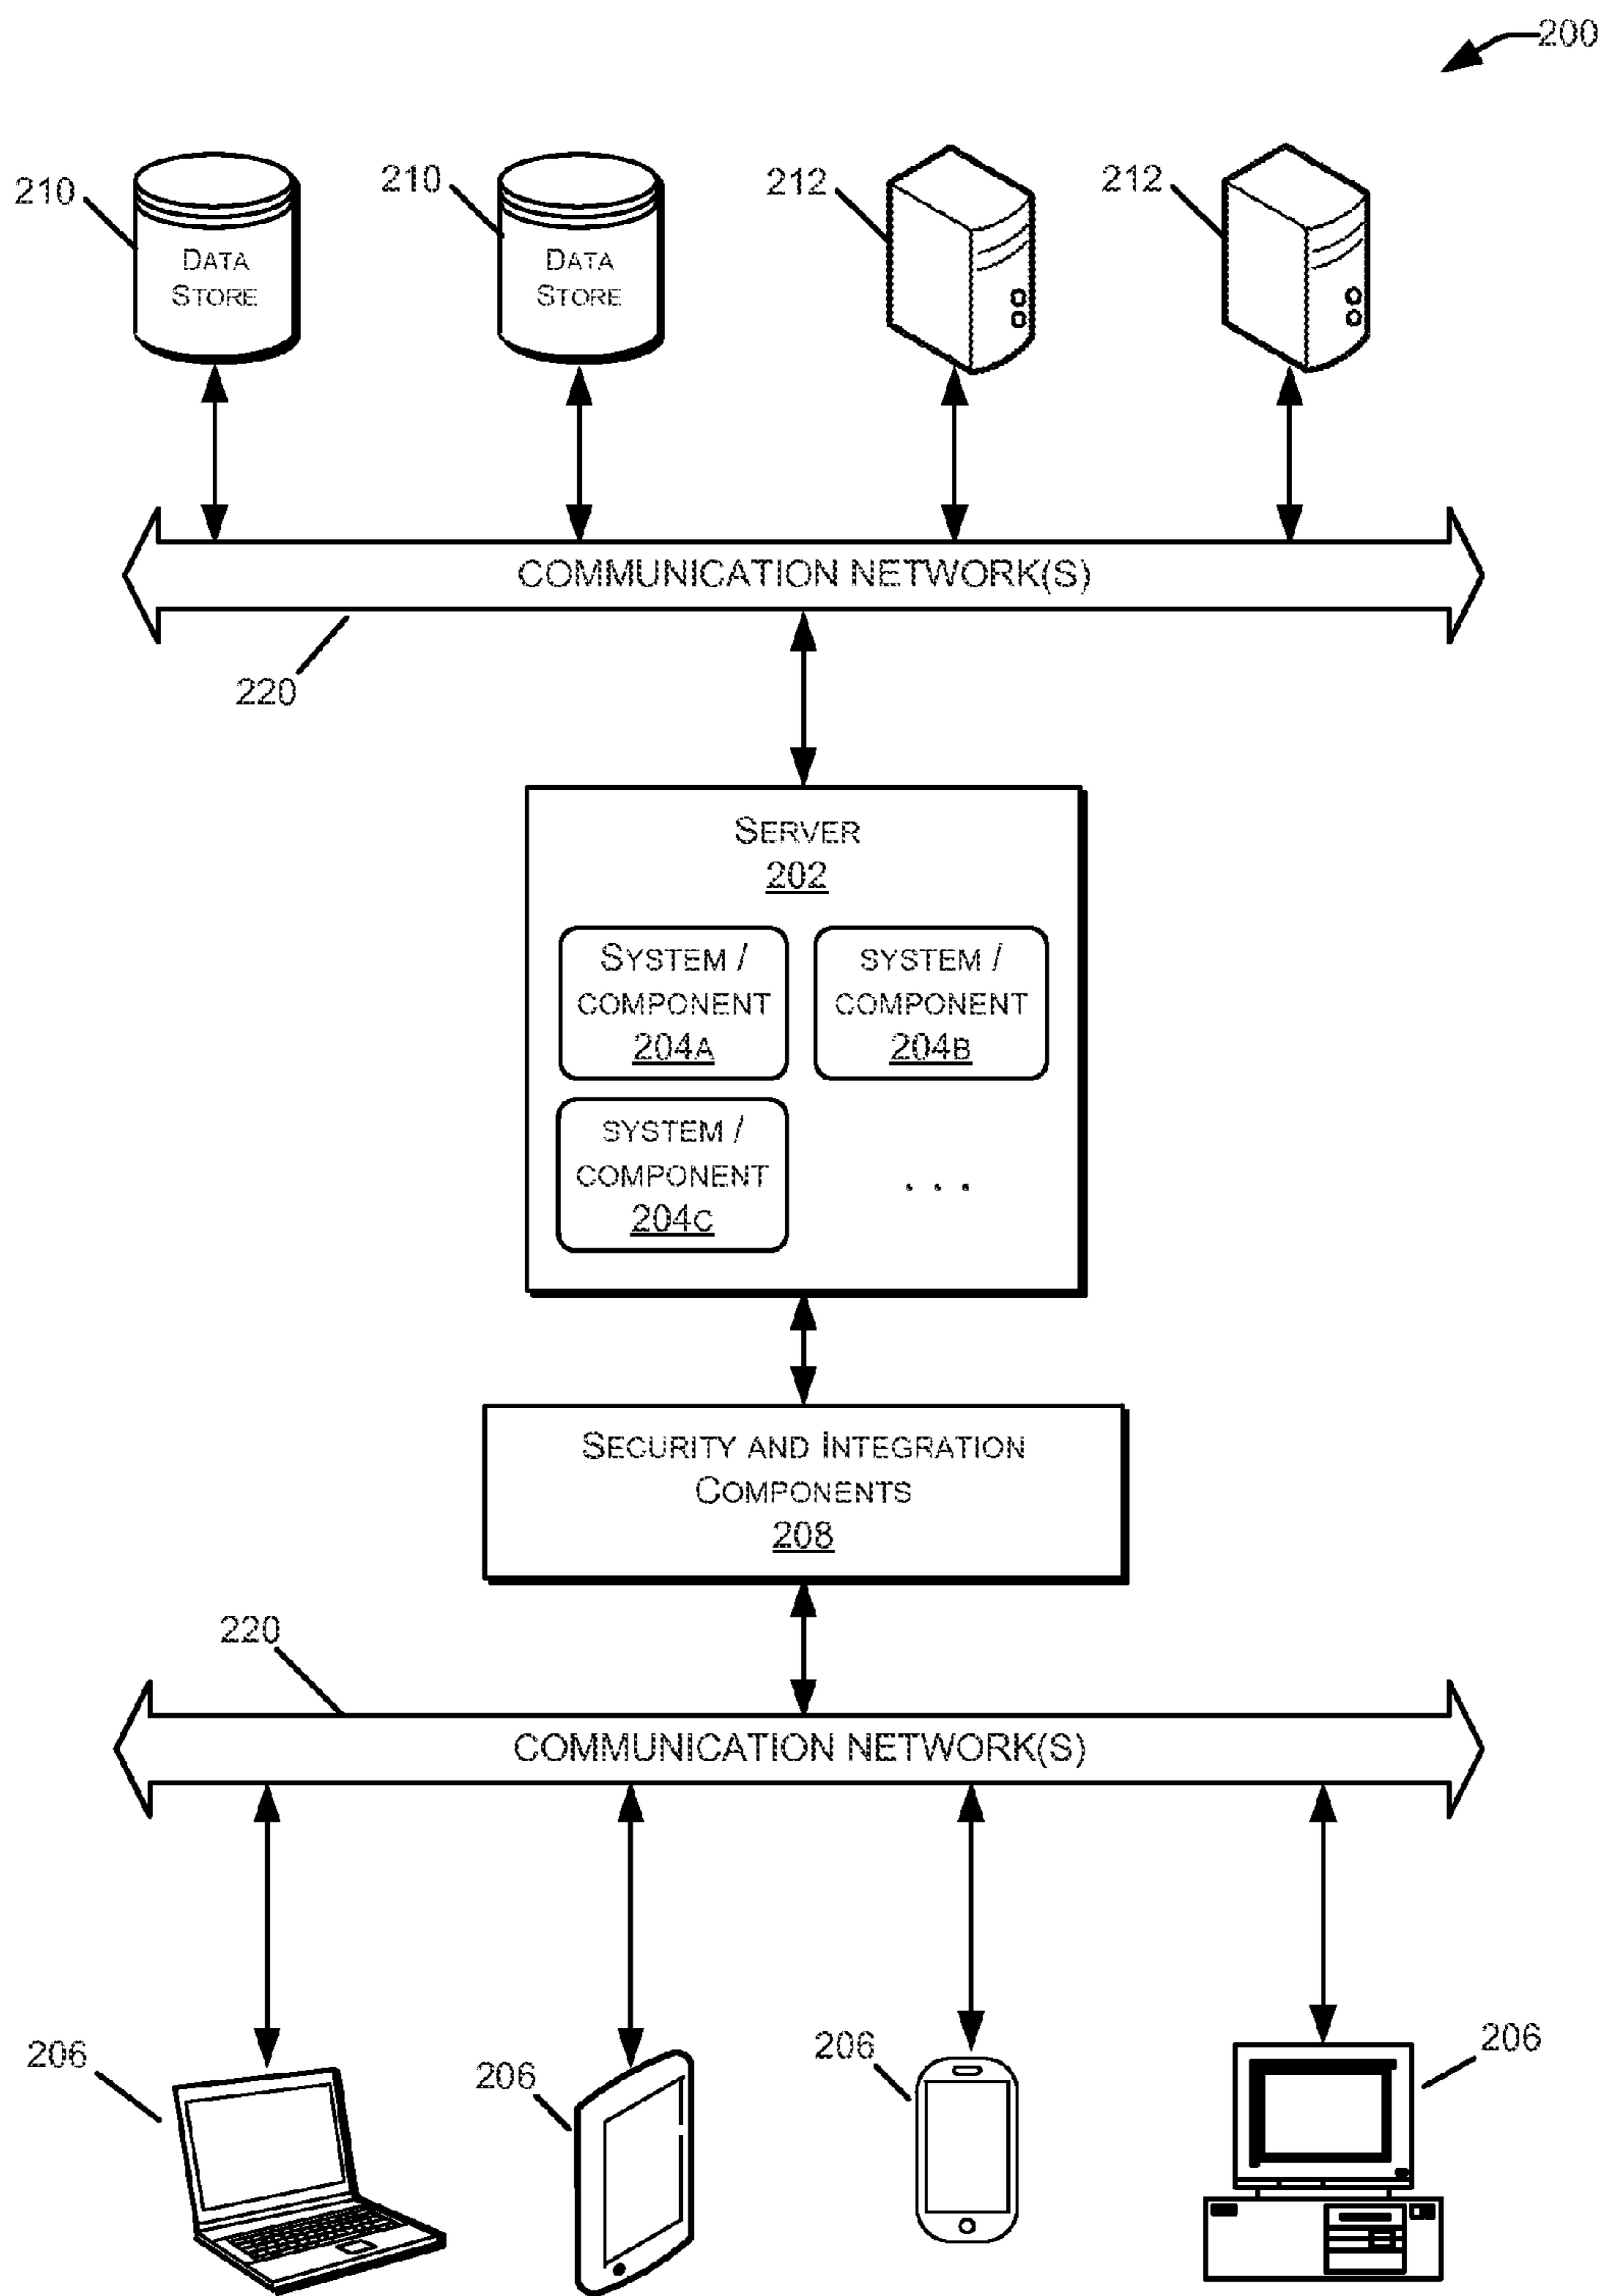 200
210
210
212
212
DATA
STORE
DATA
STORE
COMMUNICATION NETWORK(S)
220
SERVER
202
SYSTEM /
COMPONENT
204A
SYSTEM /
COMPONENT
204B
SYSTEM /
COMPONENT
204C
. . .
SECURITY AND INTEGRATION
COMPONENTS
208
220
COMMUNICATION NETWORK(S)
206
206
206
206